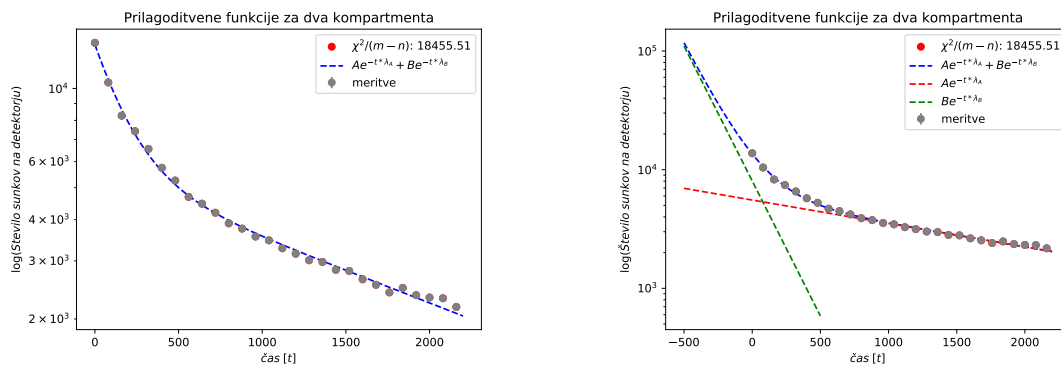 Prilagoditvene funkcije za dva kompartmenta
χ²/(m − n): 18455.51
Ae^{−t*λ_A} + Be^{−t*λ_B}
meritve
log(Število sunkov na detektorju)
10⁴
6 × 10³
4 × 10³
3 × 10³
2 × 10³
0 500 1000 1500 2000
čas [t]
Prilagoditvene funkcije za dva kompartmenta
χ²/(m − n): 18455.51
Ae^{−t*λ_A} + Be^{−t*λ_B}
Ae^{−t*λ_A}
Be^{−t*λ_B}
meritve
log(Število sunkov na detektorju)
10⁵
10⁴
10³
−500 0 500 1000 1500 2000
čas [t]